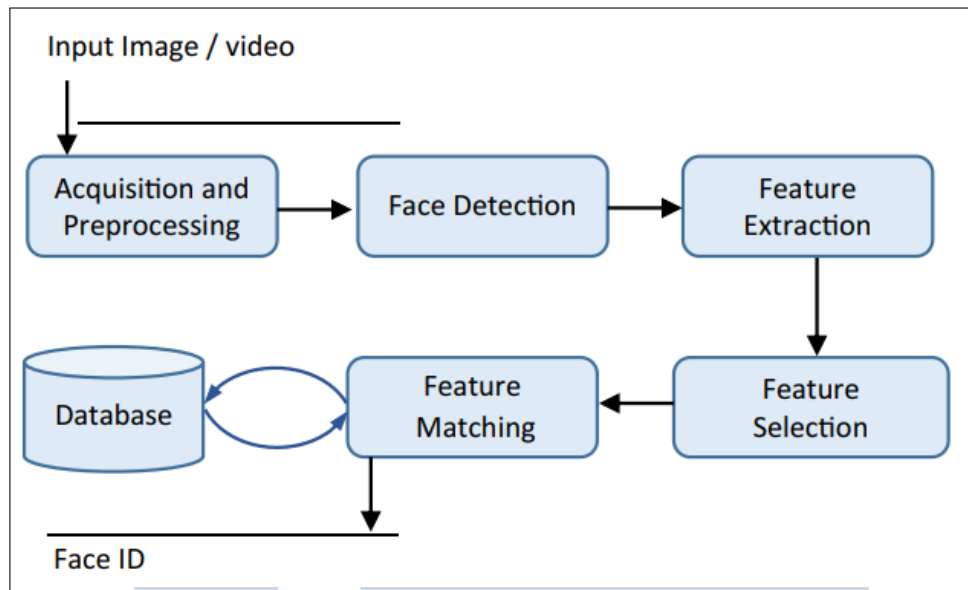 Input Image / video
Acquisition and
Preprocessing
Face Detection
Feature
Extraction
Database
Feature
Matching
Feature
Selection
Face ID